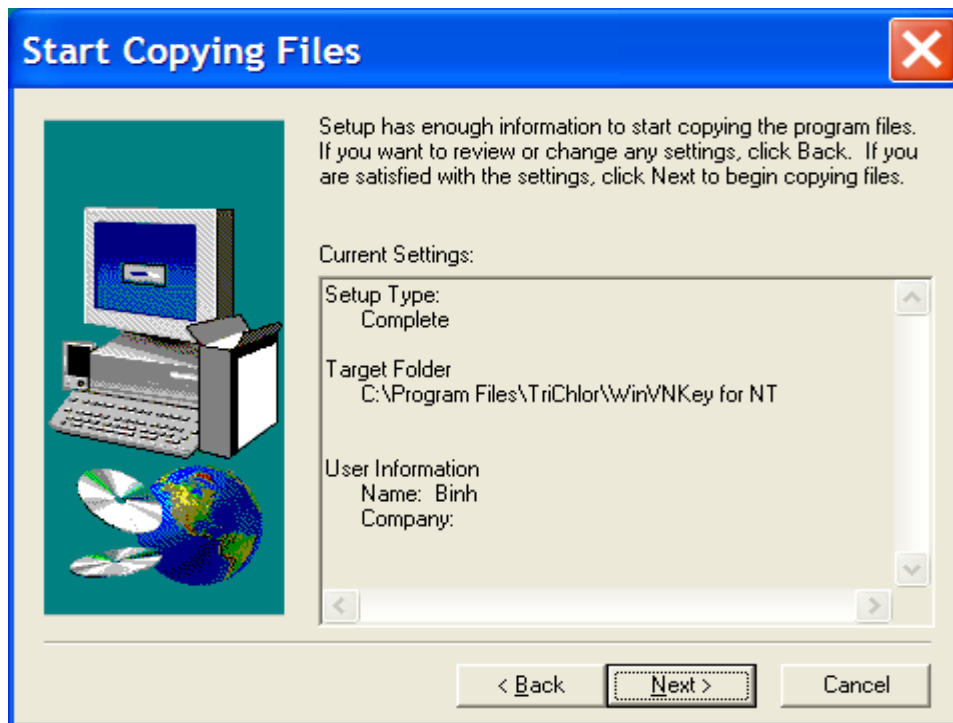 Start Copying Files
Setup has enough information to start copying the program files.
If you want to review or change any settings, click Back.  If you
are satisfied with the settings, click Next to begin copying files.
Current Settings:
Setup Type:
Complete
Target Folder
C:\Program Files\TriChlor\WinVNKey for NT
User Information
Name:  Binh
Company:
< Back
Next >
Cancel